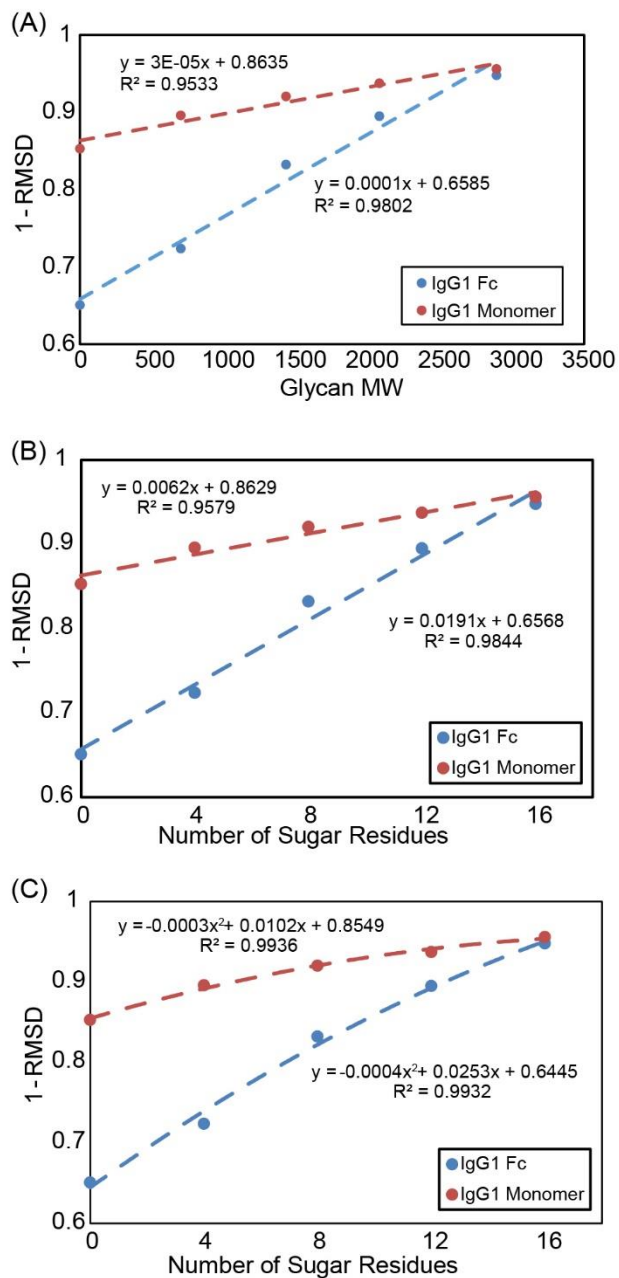 (A)
1
y = 3E-05x + 0.8635
R² = 0.9533
0.9
1 - RMSD
0.8
y = 0.0001x + 0.6585
R² = 0.9802
0.7
IgG1 Fc
IgG1 Monomer
0.6
0 500 1000 1500 2000 2500 3000 3500
Glycan MW
(B)
1
y = 0.0062x + 0.8629
R² = 0.9579
0.9
1 - RMSD
0.8
y = 0.0191x + 0.6568
R² = 0.9844
0.7
IgG1 Fc
IgG1 Monomer
0.6
0 4 8 12 16
Number of Sugar Residues
(C)
1
y = -0.0003x²+ 0.0102x + 0.8549
R² = 0.9936
0.9
1 - RMSD
0.8
y = -0.0004x²+ 0.0253x + 0.6445
R² = 0.9932
0.7
IgG1 Fc
IgG1 Monomer
0.6
0 4 8 12 16
Number of Sugar Residues